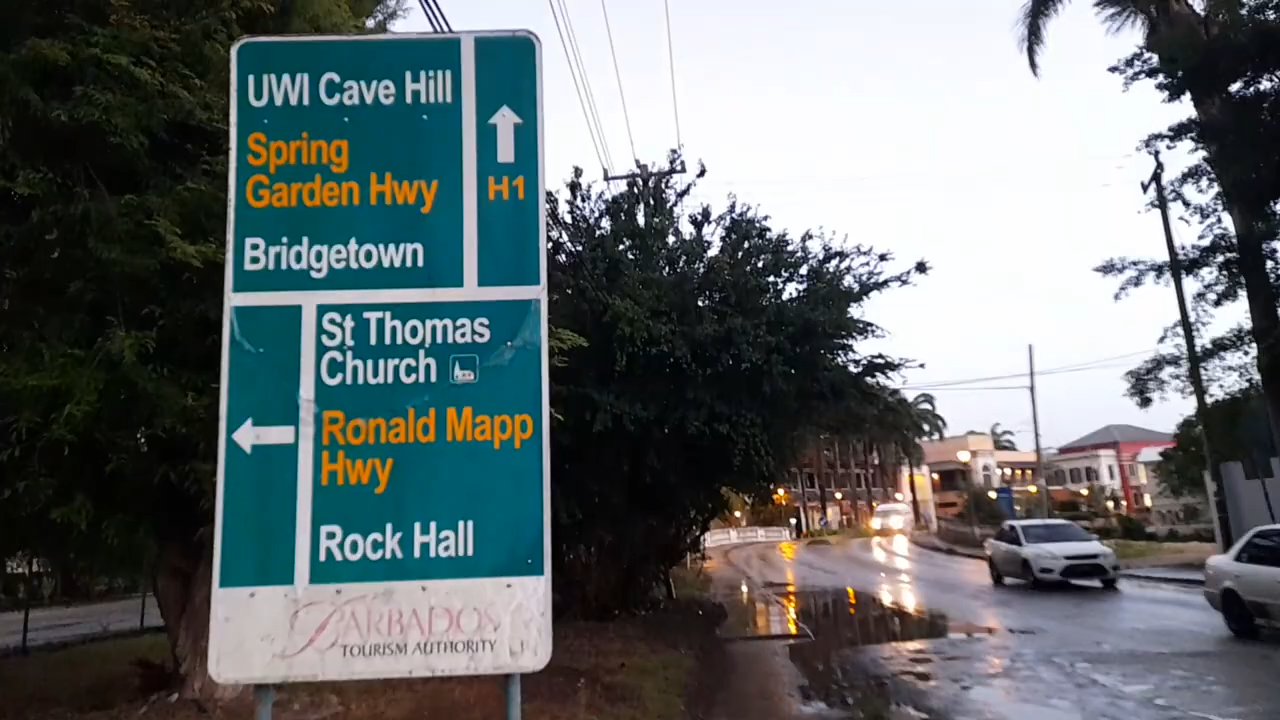 UWI Cave Hill
Spring
Garden Hwy
H1
Bridgetown
St Thomas
Church
Ronald Mapp
Hwy
Rock Hall
BARBADOS
TOURISM AUTHORITY